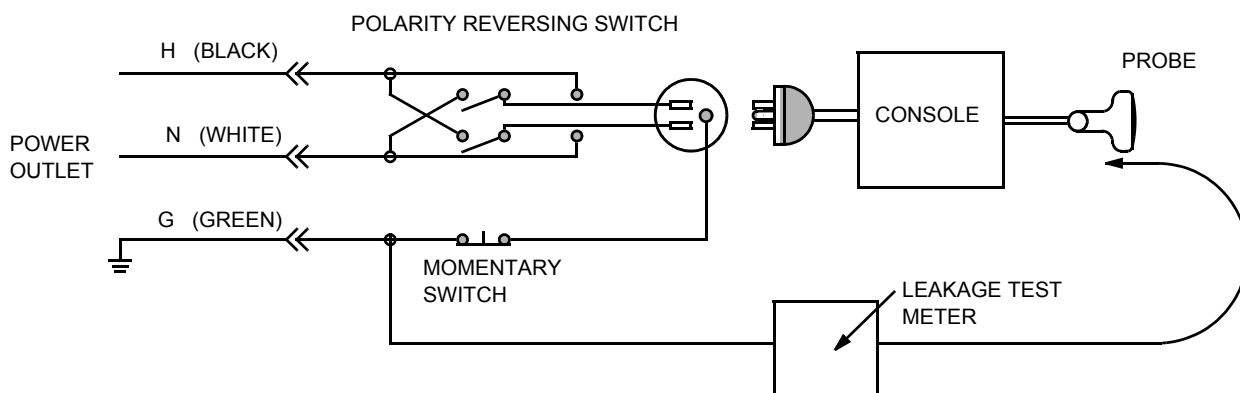 POLARITY REVERSING SWITCH
H (BLACK)
PROBE
CONSOLE
N (WHITE)
POWER
OUTLET
G (GREEN)
MOMENTARY
SWITCH
LEAKAGE TEST
METER